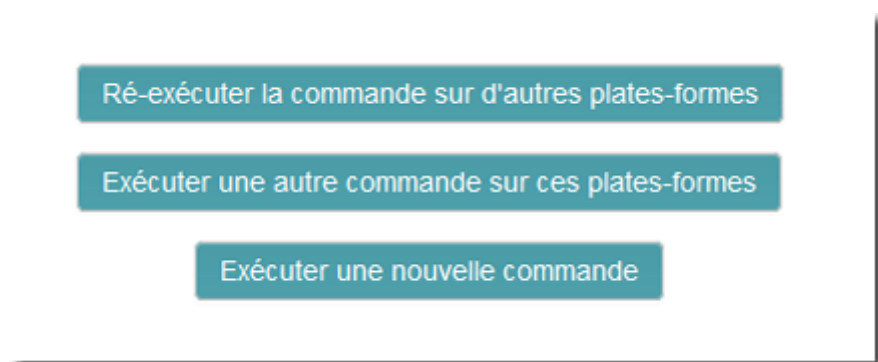 Ré-exécuter la commande sur d'autres plates-formes
Exécuter une autre commande sur ces plates-formes
Exécuter une nouvelle commande